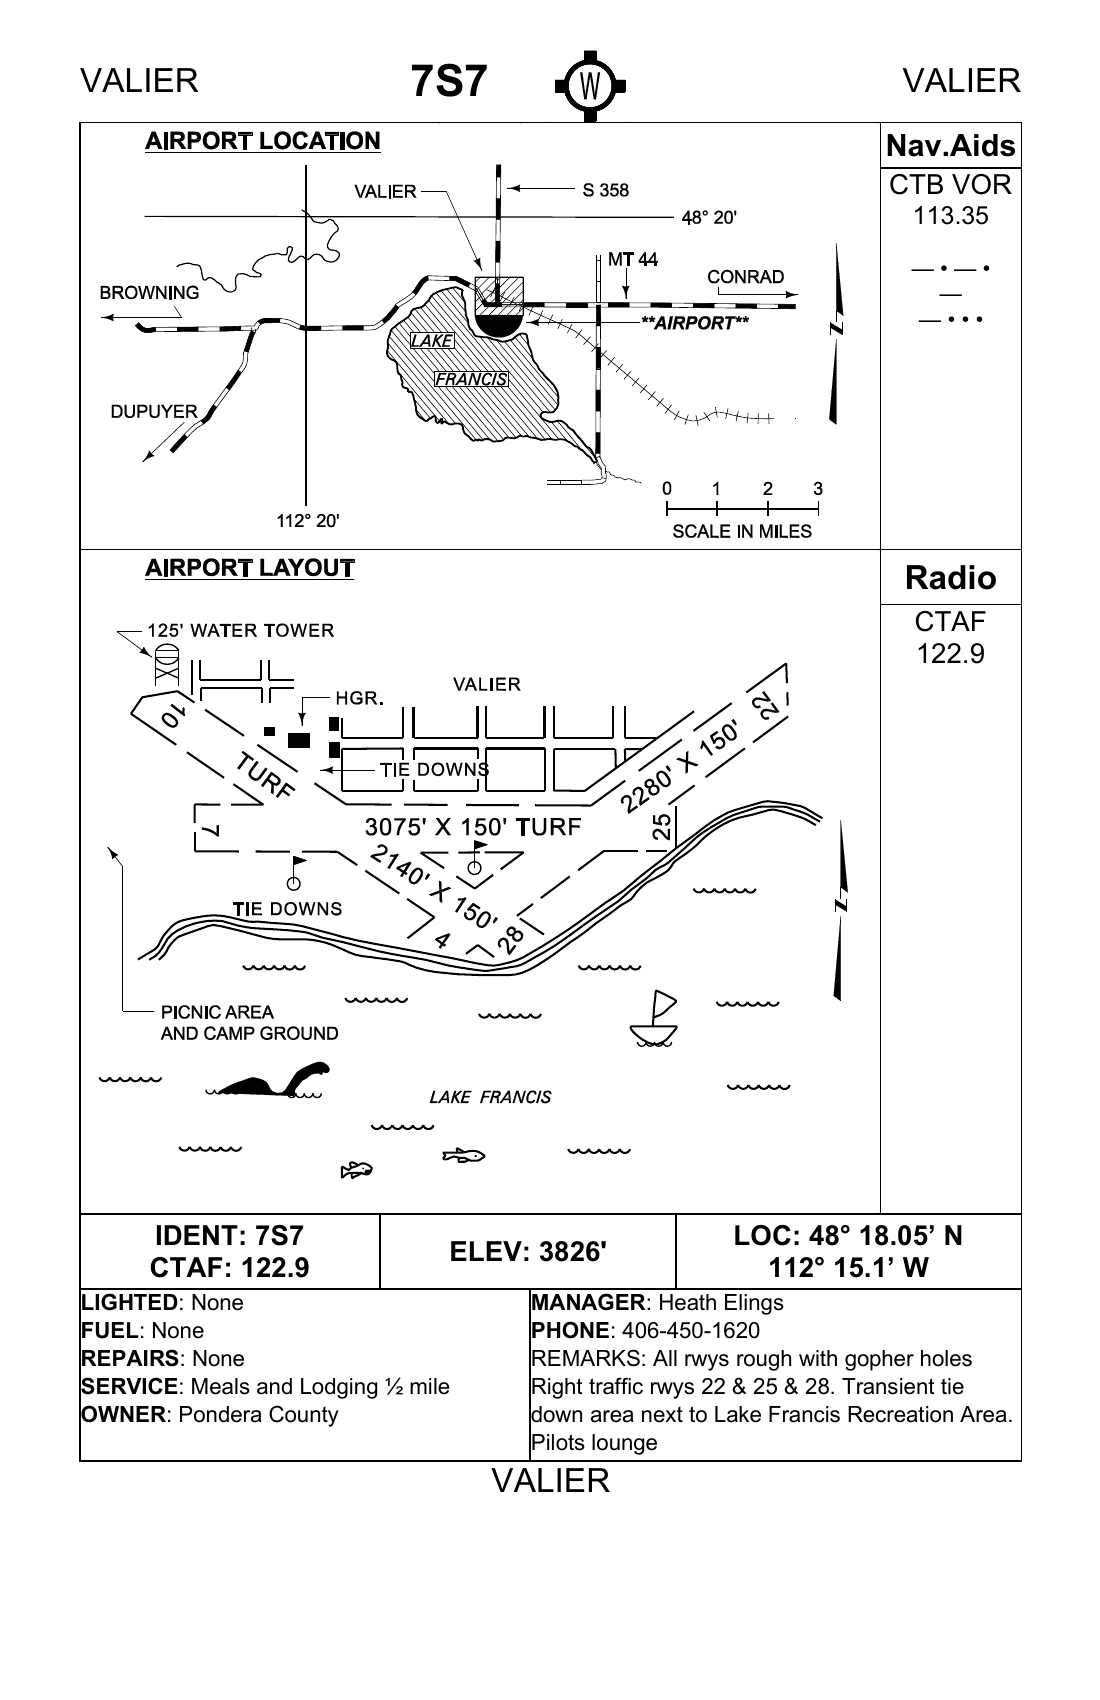 VALIER 7S7 W VALIER
AIRPORT LOCATION
Nav.Aids
CTB VOR
113.35
— • — •
—
— • • •
VALIER
S 358
48° 20'
MT 44
CONRAD
BROWNING
**AIRPORT**
LAKE
FRANCIS
N
DUPUYER
0 1 2 3
SCALE IN MILES
112° 20'
AIRPORT LAYOUT
Radio
CTAF
122.9
125' WATER TOWER
VALIER
HGR.
10
22
TURF
TIE DOWNS
2280' X 150'
7
3075' X 150' TURF
25
2140' X 150'
TIE DOWNS
4
28
N
PICNIC AREA
AND CAMP GROUND
LAKE FRANCIS
IDENT: 7S7
CTAF: 122.9
ELEV: 3826'
LOC: 48° 18.05’ N
112° 15.1’ W
LIGHTED: None
FUEL: None
REPAIRS: None
SERVICE: Meals and Lodging ½ mile
OWNER: Pondera County
MANAGER: Heath Elings
PHONE: 406-450-1620
REMARKS: All rwys rough with gopher holes
Right traffic rwys 22 & 25 & 28. Transient tie
down area next to Lake Francis Recreation Area.
Pilots lounge
VALIER